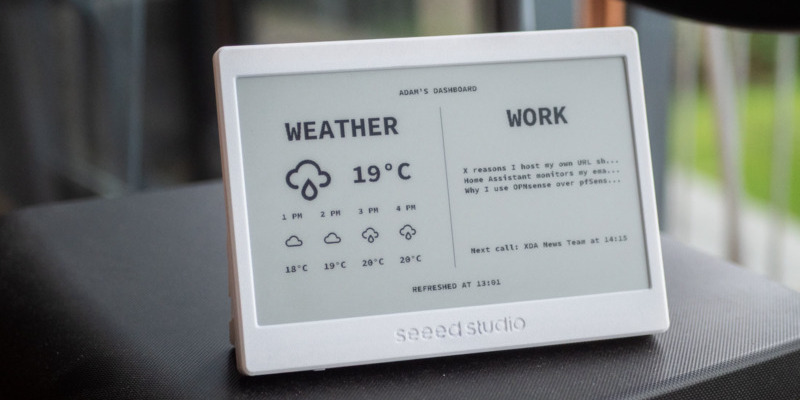 ADAM'S DASHBOARD
WEATHER
19°C
1 PM 2 PM 3 PM 4 PM
18°C 19°C 20°C 20°C
WORK
X reasons I host my own URL sh...
Home Assistant monitors my ema...
Why I use OPNsense over pfSens...
Next call: XDA News Team at 14:15
REFRESHED AT 13:01
seeed studio